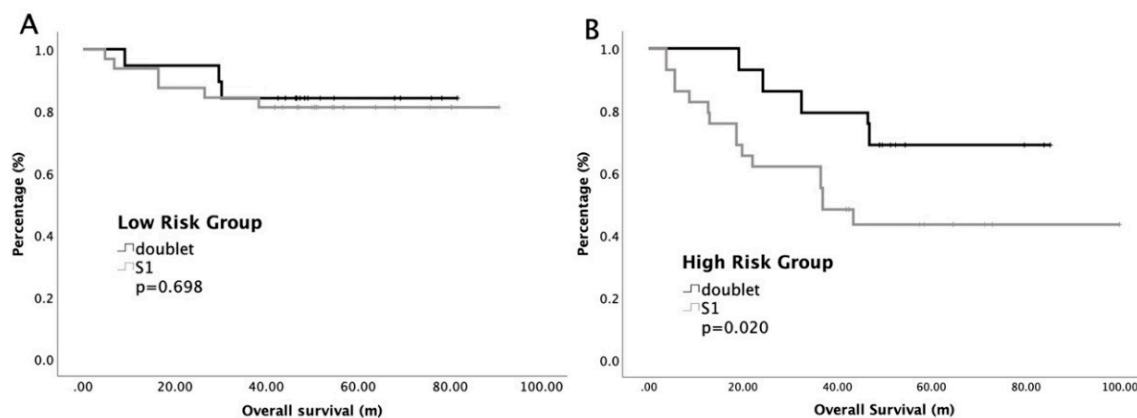 A
1.0
0.8
0.6
0.4
0.2
0.0
Percentage (%)
Low Risk Group
doublet
S1
p=0.698
.00 20.00 40.00 60.00 80.00 100.00
Overall survival (m)
B
1.0
0.8
0.6
0.4
0.2
0.0
Percentage (%)
High Risk Group
doublet
S1
p=0.020
.00 20.00 40.00 60.00 80.00 100.00
Overall Survival (m)